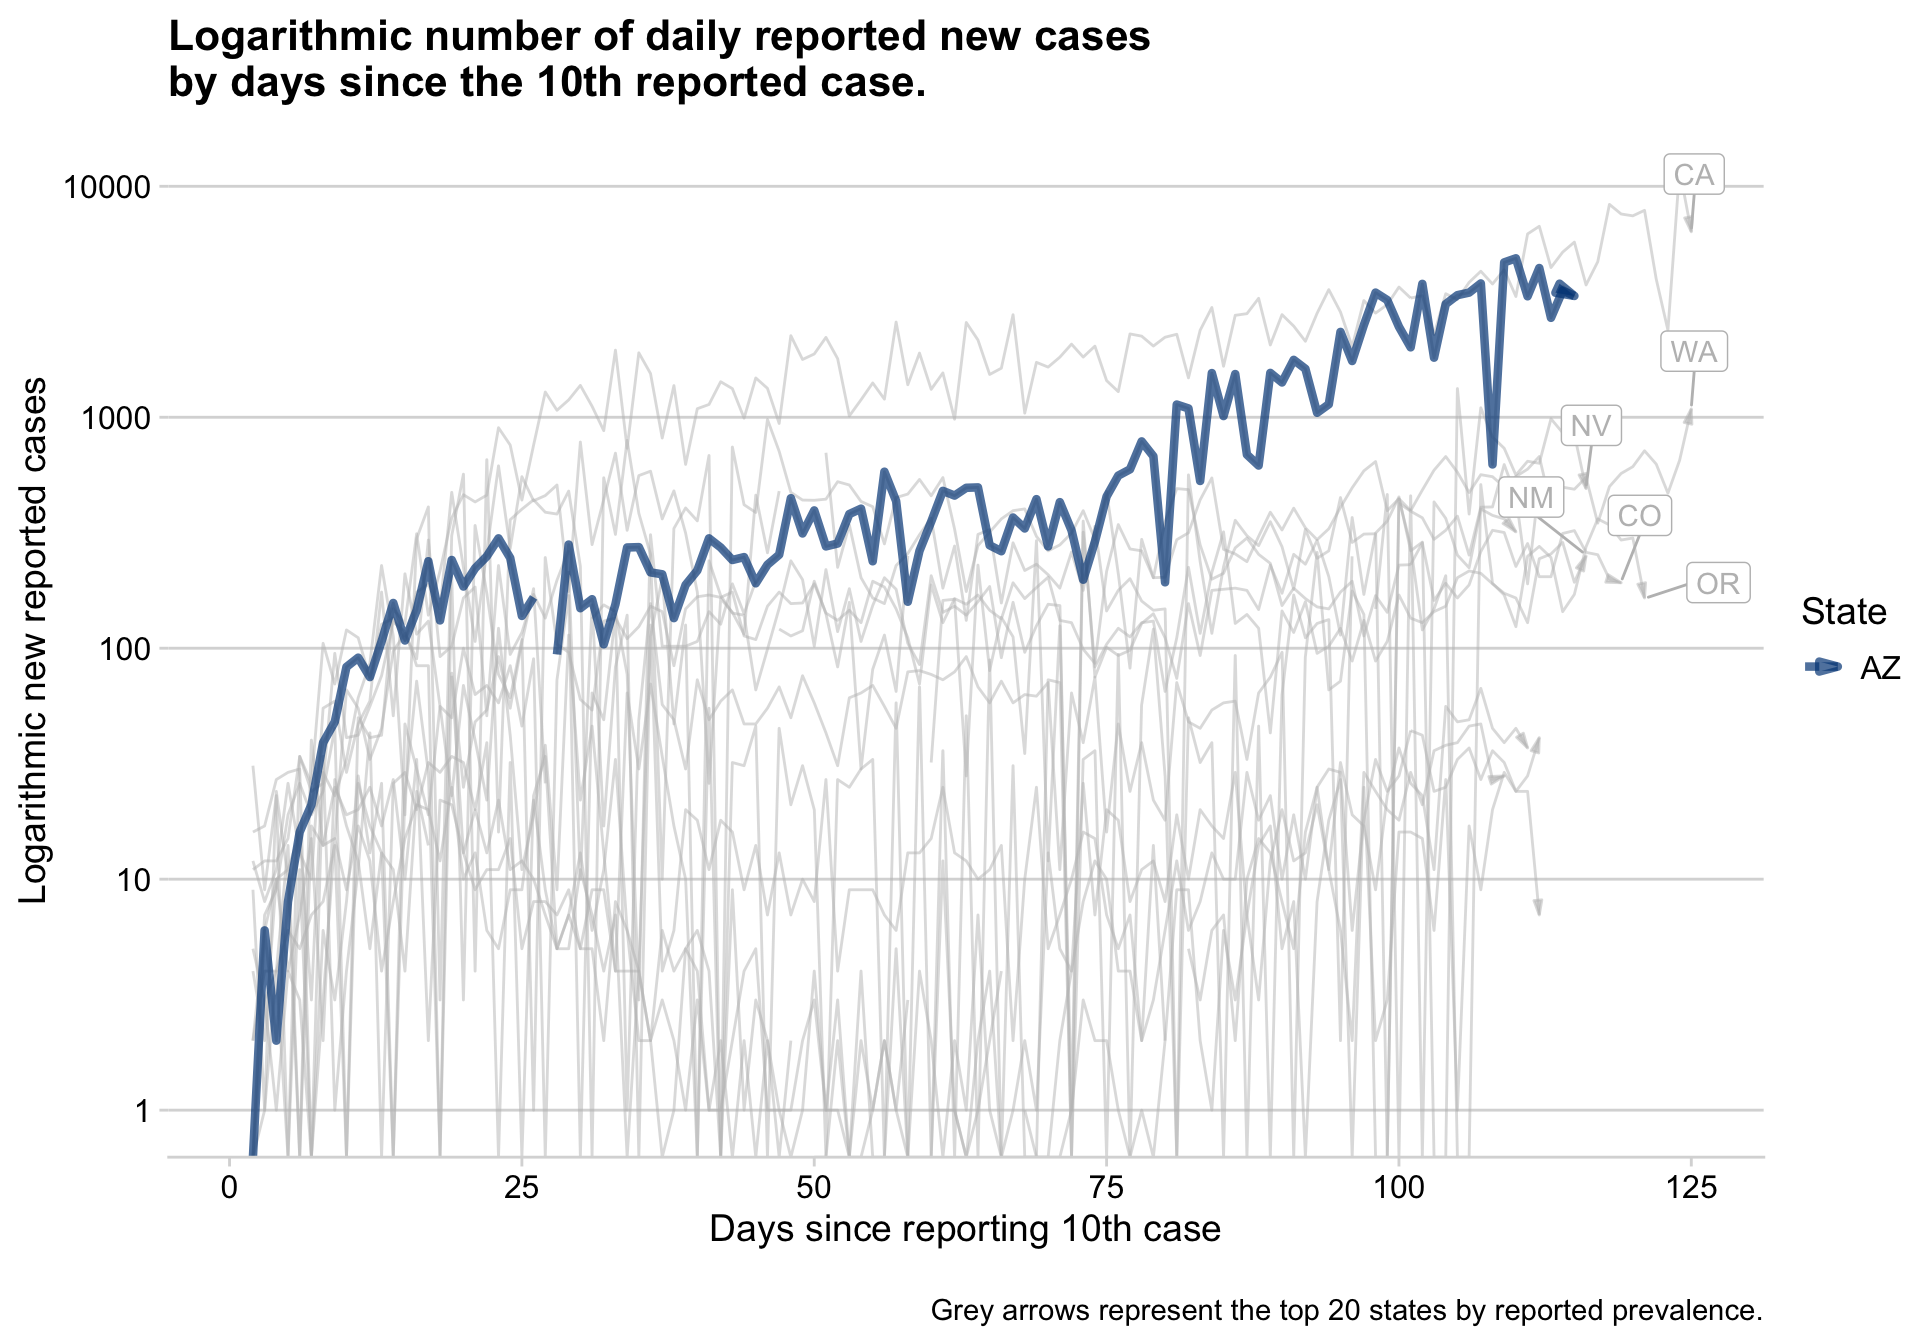 Logarithmic number of daily reported new cases
by days since the 10th reported case.
Logarithmic new reported cases
10000
1000
100
10
1
CA
WA
NV
NM
CO
OR
State
AZ
0
25
50
75
100
125
Days since reporting 10th case
Grey arrows represent the top 20 states by reported prevalence.